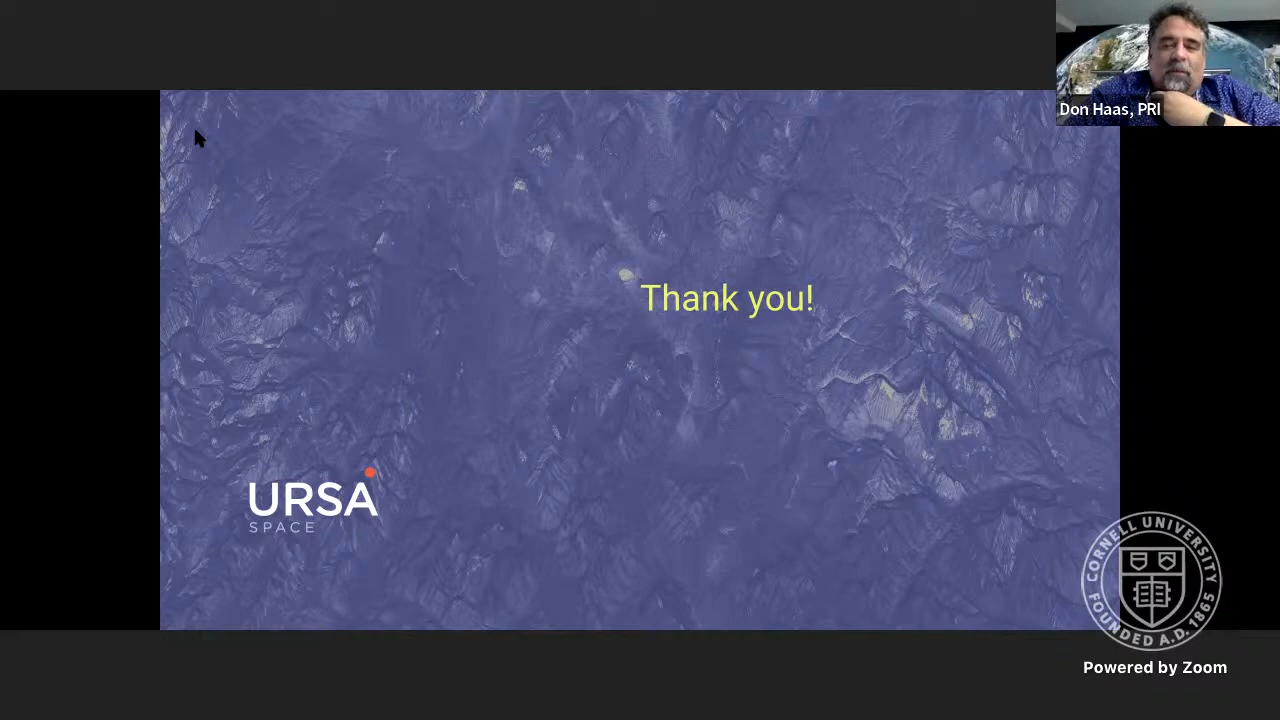 Don Haas, PRI
Thank you!
URSA
SPACE
CORNELL UNIVERSITY
FOUNDED A.D. 1865
Powered by Zoom